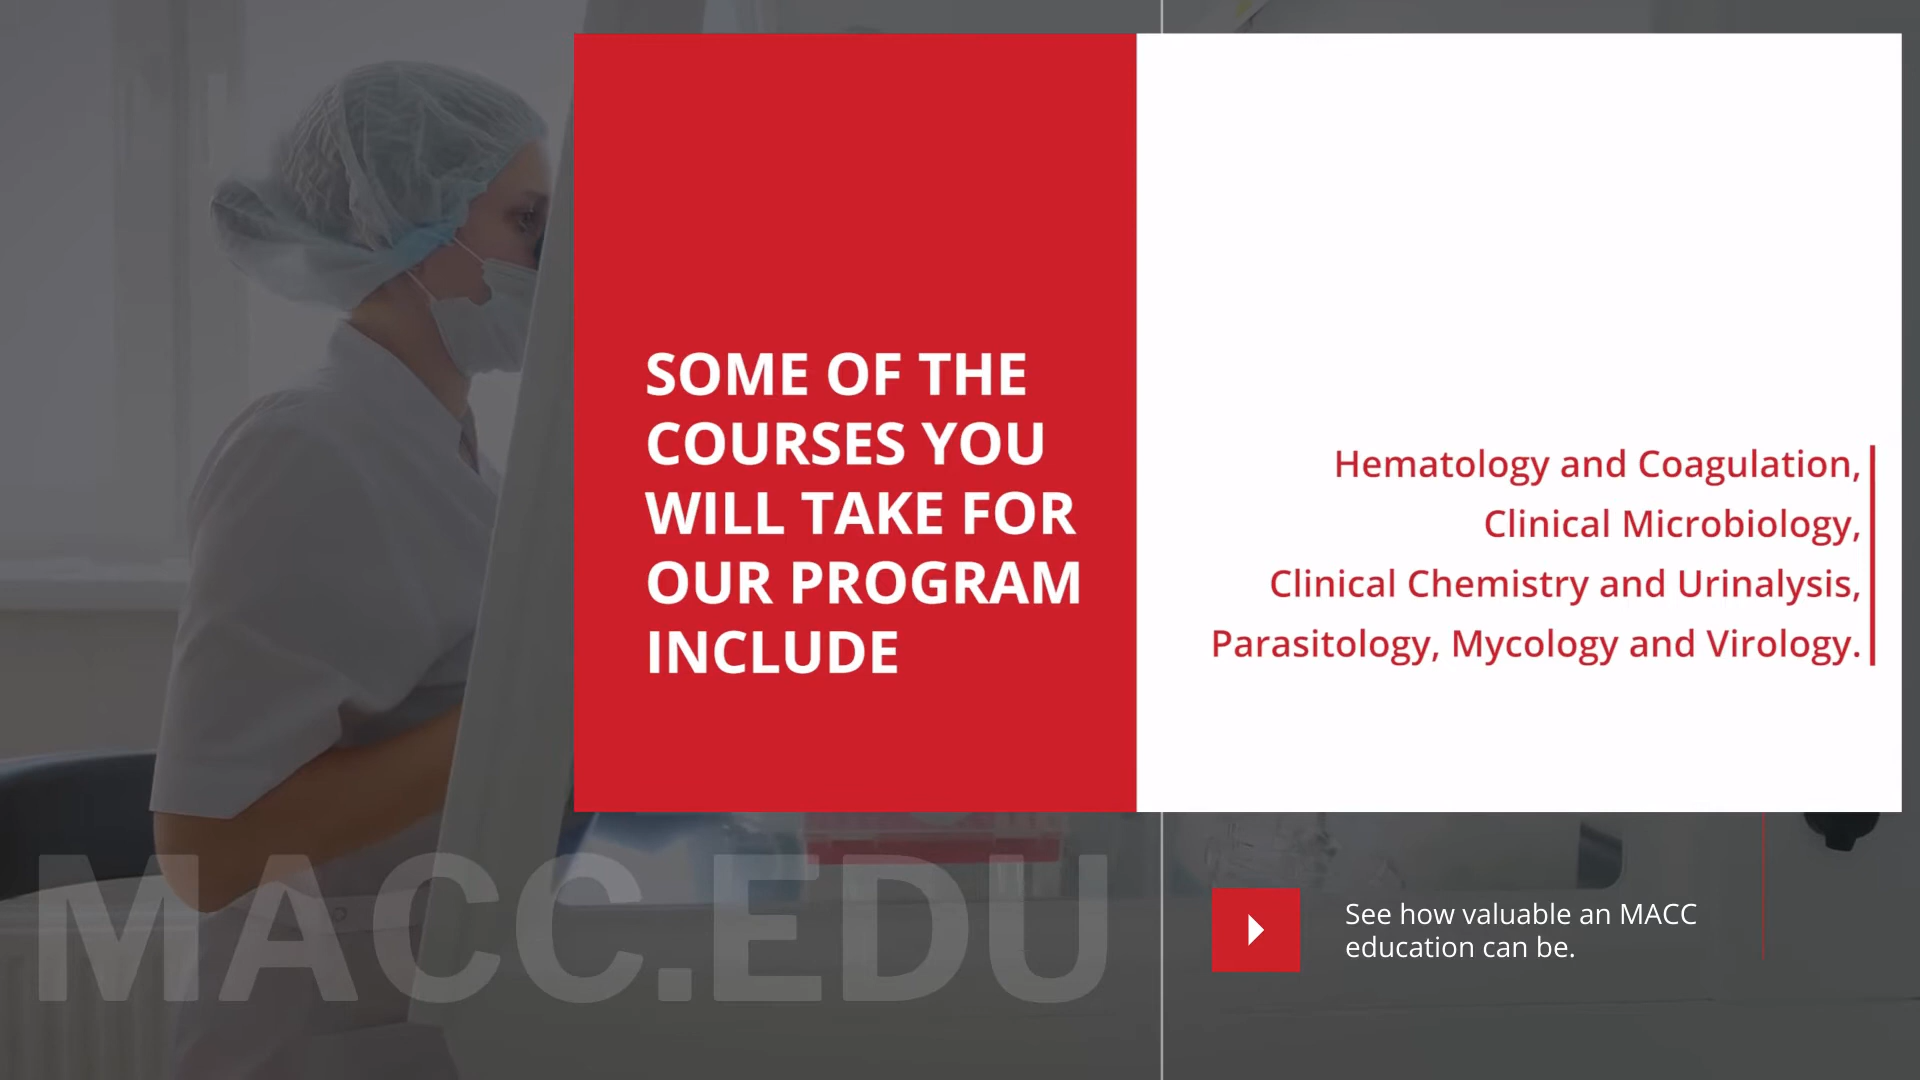 SOME OF THE
COURSES YOU
WILL TAKE FOR
OUR PROGRAM
INCLUDE
Hematology and Coagulation,
Clinical Microbiology,
Clinical Chemistry and Urinalysis,
Parasitology, Mycology and Virology.
MACC.EDU
See how valuable an MACC
education can be.